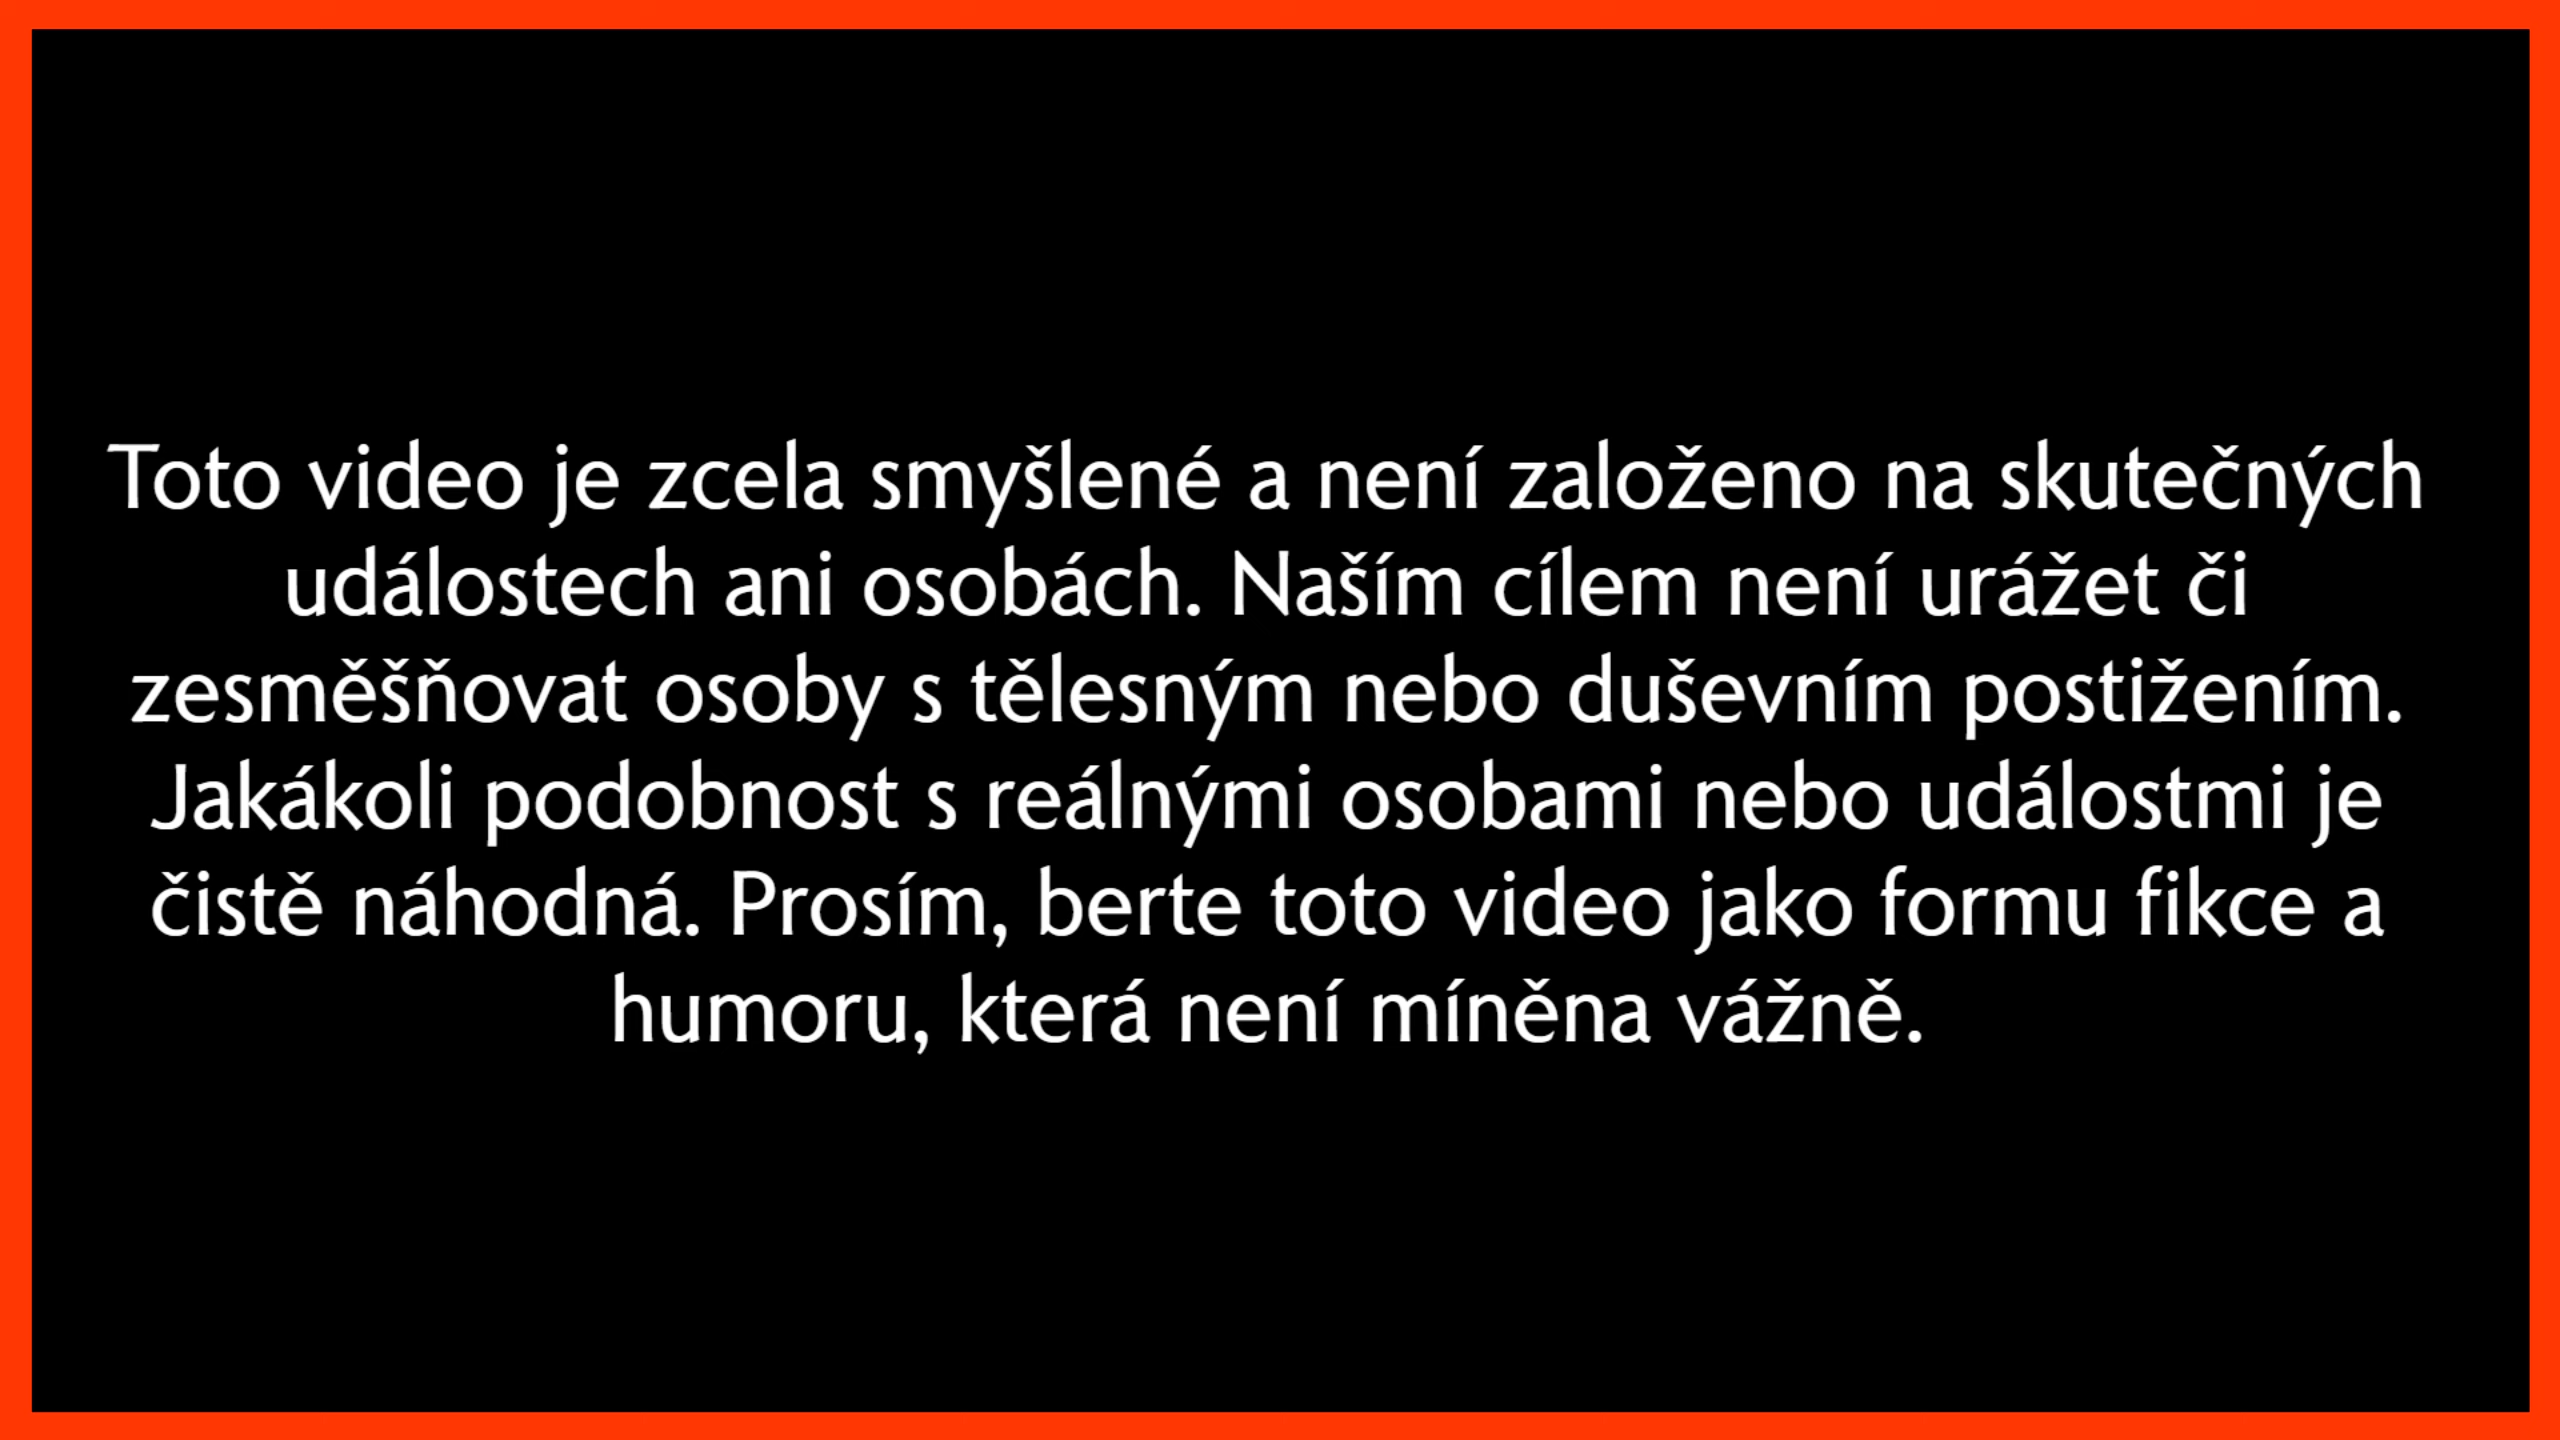 Toto video je zcela smyšlené a není založeno na skutečných
událostech ani osobách. Naším cílem není urážet či
zesměšňovat osoby s tělesným nebo duševním postižením.
Jakákoli podobnost s reálnými osobami nebo událostmi je
čistě náhodná. Prosím, berte toto video jako formu fikce a
humoru, která není míněna vážně.